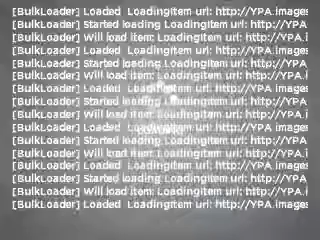 [BulkLoader] Loaded LoadingItem url: http://YPA.images
[BulkLoader] Started loading LoadingItem url: http://YPA
[BulkLoader] Will load item: LoadingItem url: http://YPA.i
[BulkLoader] Loaded LoadingItem url: http://YPA.images
[BulkLoader] Started loading LoadingItem url: http://YPA
[BulkLoader] Will load item: LoadingItem url: http://YPA.i
[BulkLoader] Loaded LoadingItem url: http://YPA.images
[BulkLoader] Started loading LoadingItem url: http://YPA
[BulkLoader] Will load item: LoadingItem url: http://YPA.i
[BulkLoader] Loaded LoadingItem url: http://YPA.images
[BulkLoader] Started loading LoadingItem url: http://YPA
[BulkLoader] Will load item: LoadingItem url: http://YPA.i
[BulkLoader] Loaded LoadingItem url: http://YPA.images
[BulkLoader] Started loading LoadingItem url: http://YPA
[BulkLoader] Will load item: LoadingItem url: http://YPA.i
[BulkLoader] Loaded LoadingItem url: http://YPA.images